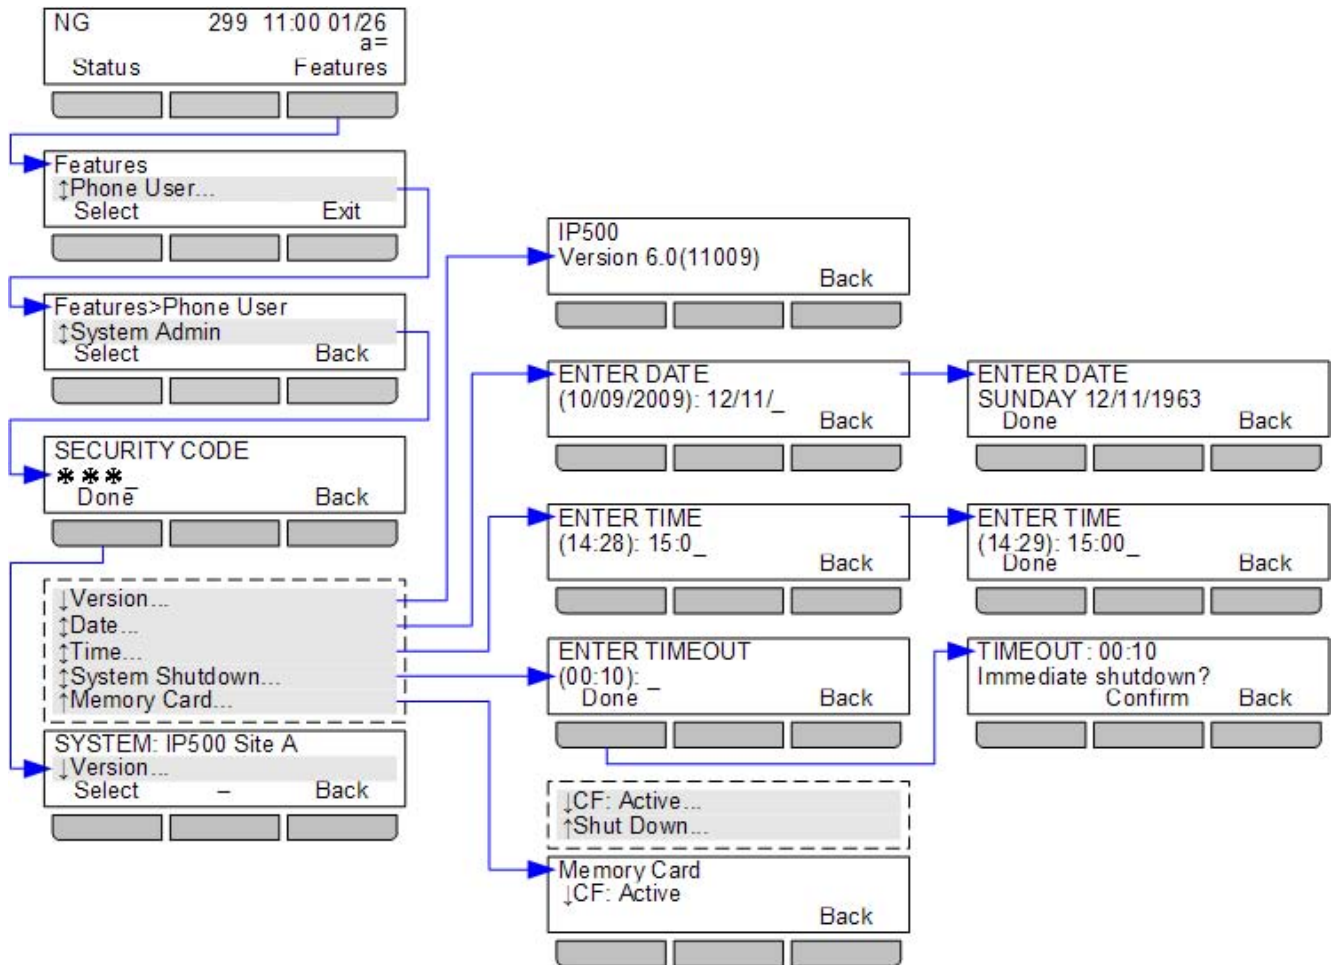 NG 299 11:00 01/26
a=
Status Features
Features
↕Phone User...
Select Exit
Features>Phone User
↕System Admin
Select Back
SECURITY CODE
***_
Done Back
↓Version...
↕Date...
↕Time...
↕System Shutdown...
↑Memory Card...
SYSTEM: IP500 Site A
↓Version...
Select – Back
IP500
Version 6.0(11009)
Back
ENTER DATE
(10/09/2009): 12/11/_
Back
ENTER DATE
SUNDAY 12/11/1963
Done Back
ENTER TIME
(14:28): 15:0_
Back
ENTER TIME
(14:29): 15:00_
Done Back
ENTER TIMEOUT
(00:10): _
Done Back
TIMEOUT: 00:10
Immediate shutdown?
Confirm Back
↓CF: Active...
↑Shut Down...
Memory Card
↓CF: Active
Back